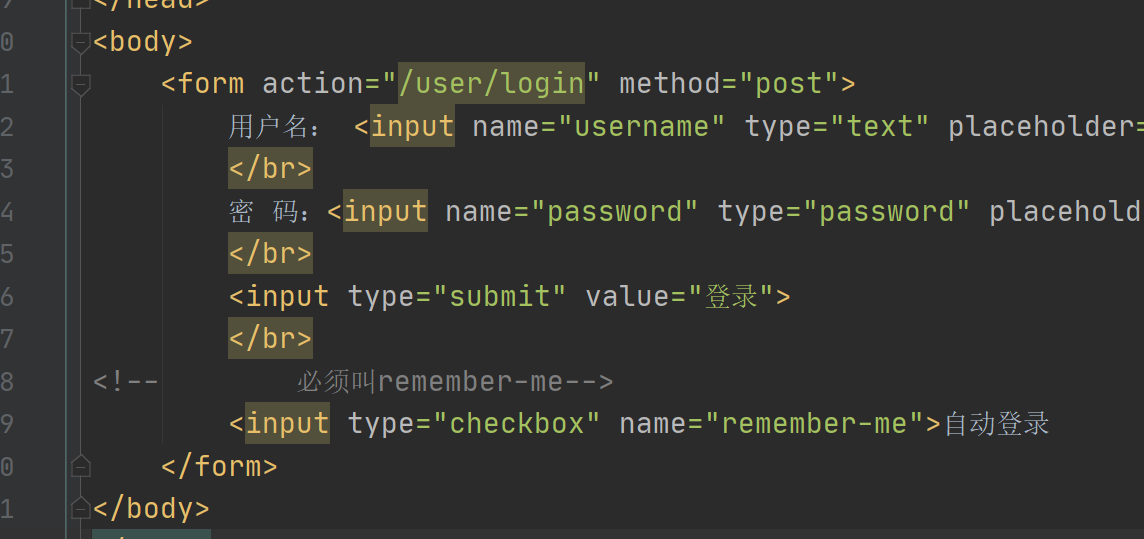 </head>
0 <body>
1 <form action="/user/login" method="post">
2 用户名： <input name="username" type="text" placeholder=
3 </br>
4 密 码：<input name="password" type="password" placehold
5 </br>
6 <input type="submit" value="登录">
7 </br>
8 <!-- 必须叫remember-me-->
9 <input type="checkbox" name="remember-me">自动登录
0 </form>
1 </body>